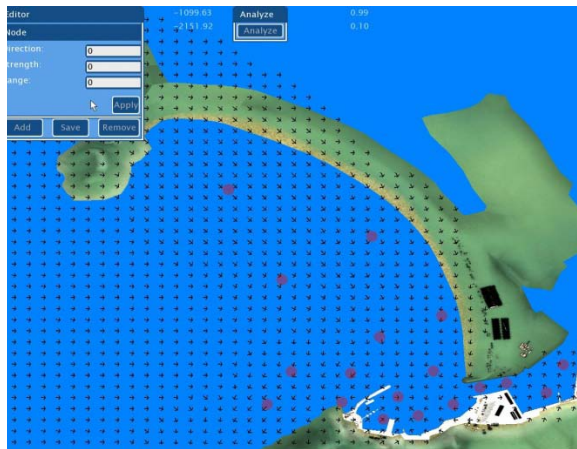 Editor
-1099.63
Analyze
0.99
Node
-2151.92
Analyze
0.10
Direction:
0
trength:
0
ange:
0
Apply
Add
Save
Remove